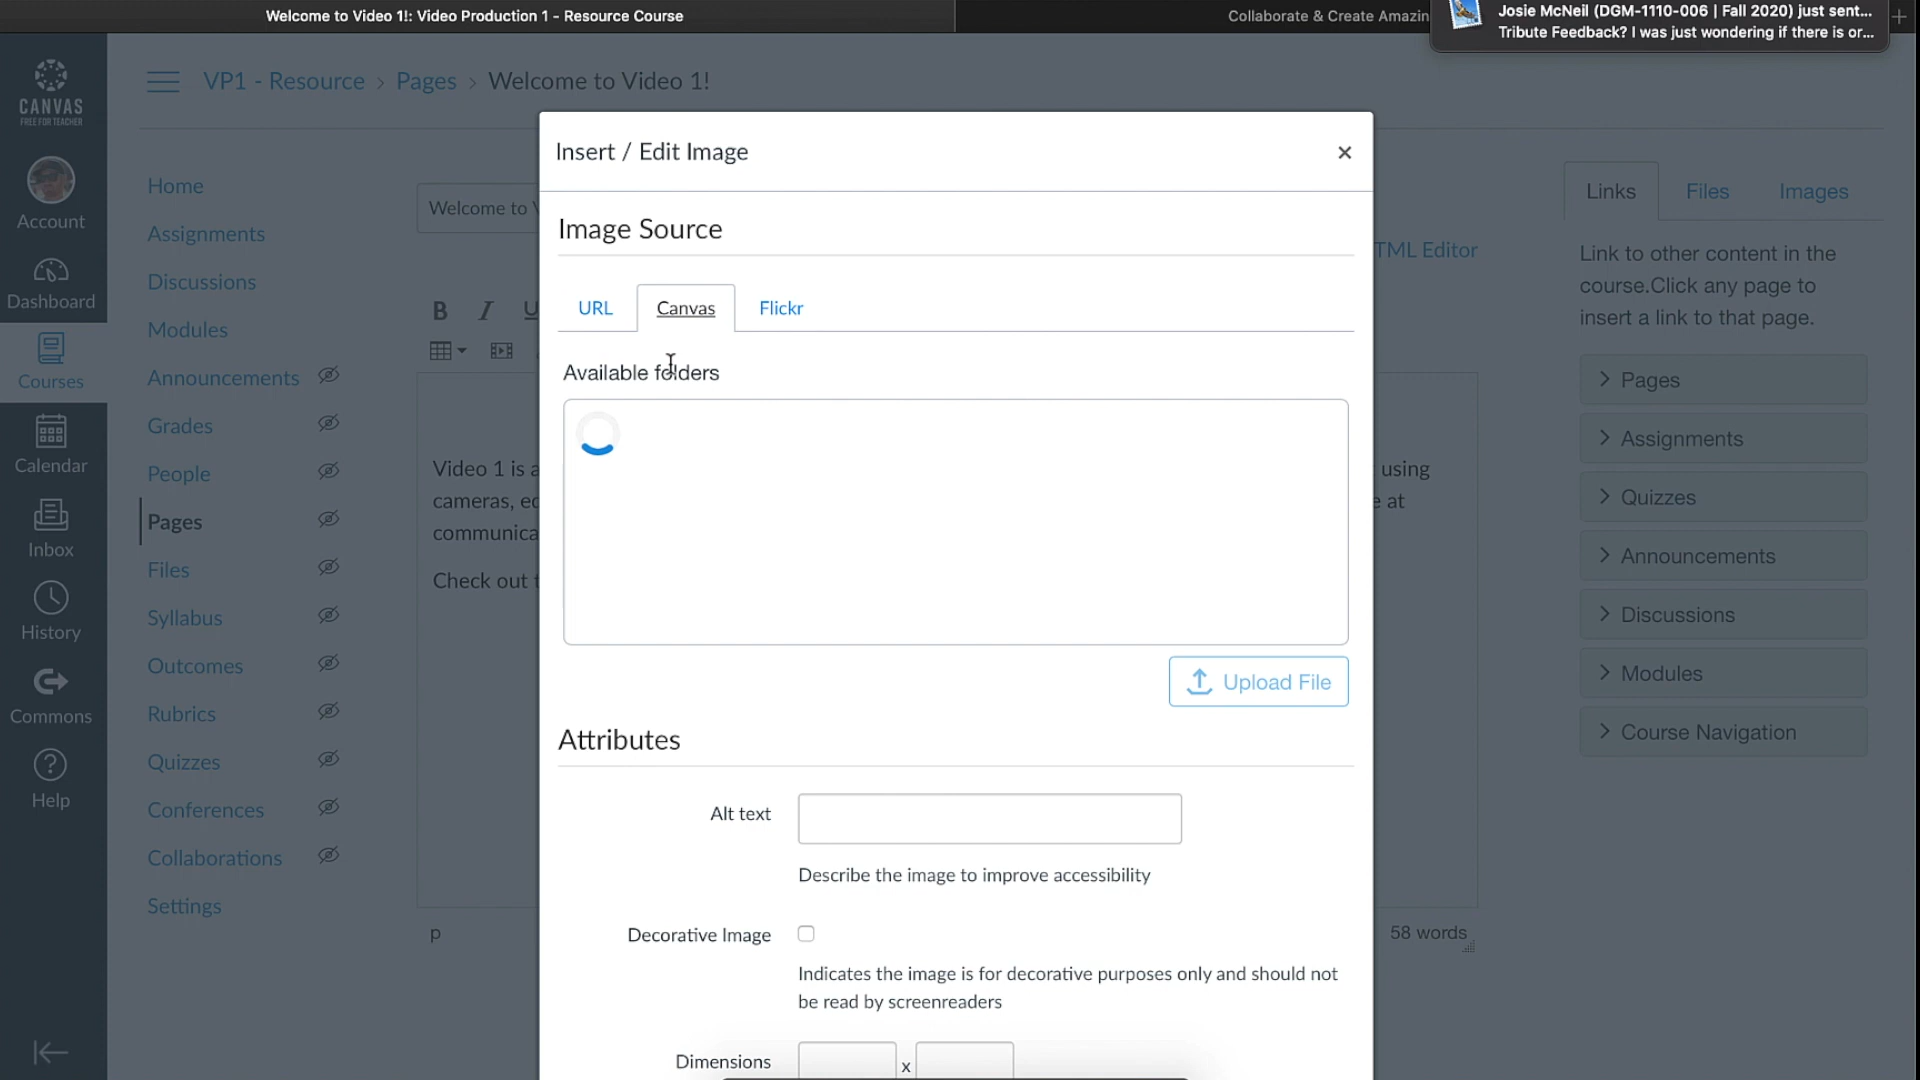 Welcome to Video 1!: Video Production 1 - Resource Course
Collaborate & Create Amazin
Josie McNeil (DGM-1110-006 | Fall 2020) just sent...
Tribute Feedback? I was just wondering if there is or...
CANVAS
FREE FOR TEACHER
Account
Dashboard
Courses
Calendar
Inbox
History
Commons
Help
VP1 - Resource > Pages > Welcome to Video 1!
Home
Assignments
Discussions
Modules
Announcements
Grades
People
Pages
Files
Syllabus
Outcomes
Rubrics
Quizzes
Conferences
Collaborations
Settings
Welcome to
B I U
Video 1 is a
cameras, ed
communica
Check out
p
Insert / Edit Image
×
Image Source
URL
Canvas
Flickr
Available folders
Upload File
Attributes
Alt text
Describe the image to improve accessibility
Decorative Image
Indicates the image is for decorative purposes only and should not
be read by screenreaders
Dimensions
x
TML Editor
using
e at
58 words
Links
Files
Images
Link to other content in the
course.Click any page to
insert a link to that page.
Pages
Assignments
Quizzes
Announcements
Discussions
Modules
Course Navigation